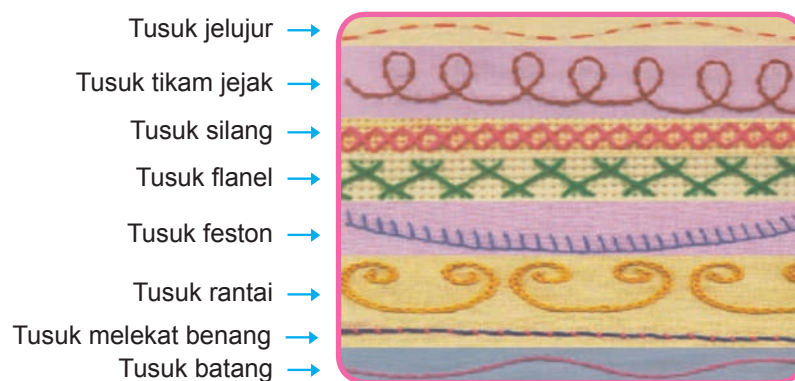 Tusuk jelujur
Tusuk tikam jejak
Tusuk silang
Tusuk flanel
Tusuk feston
Tusuk rantai
Tusuk melekat benang
Tusuk batang